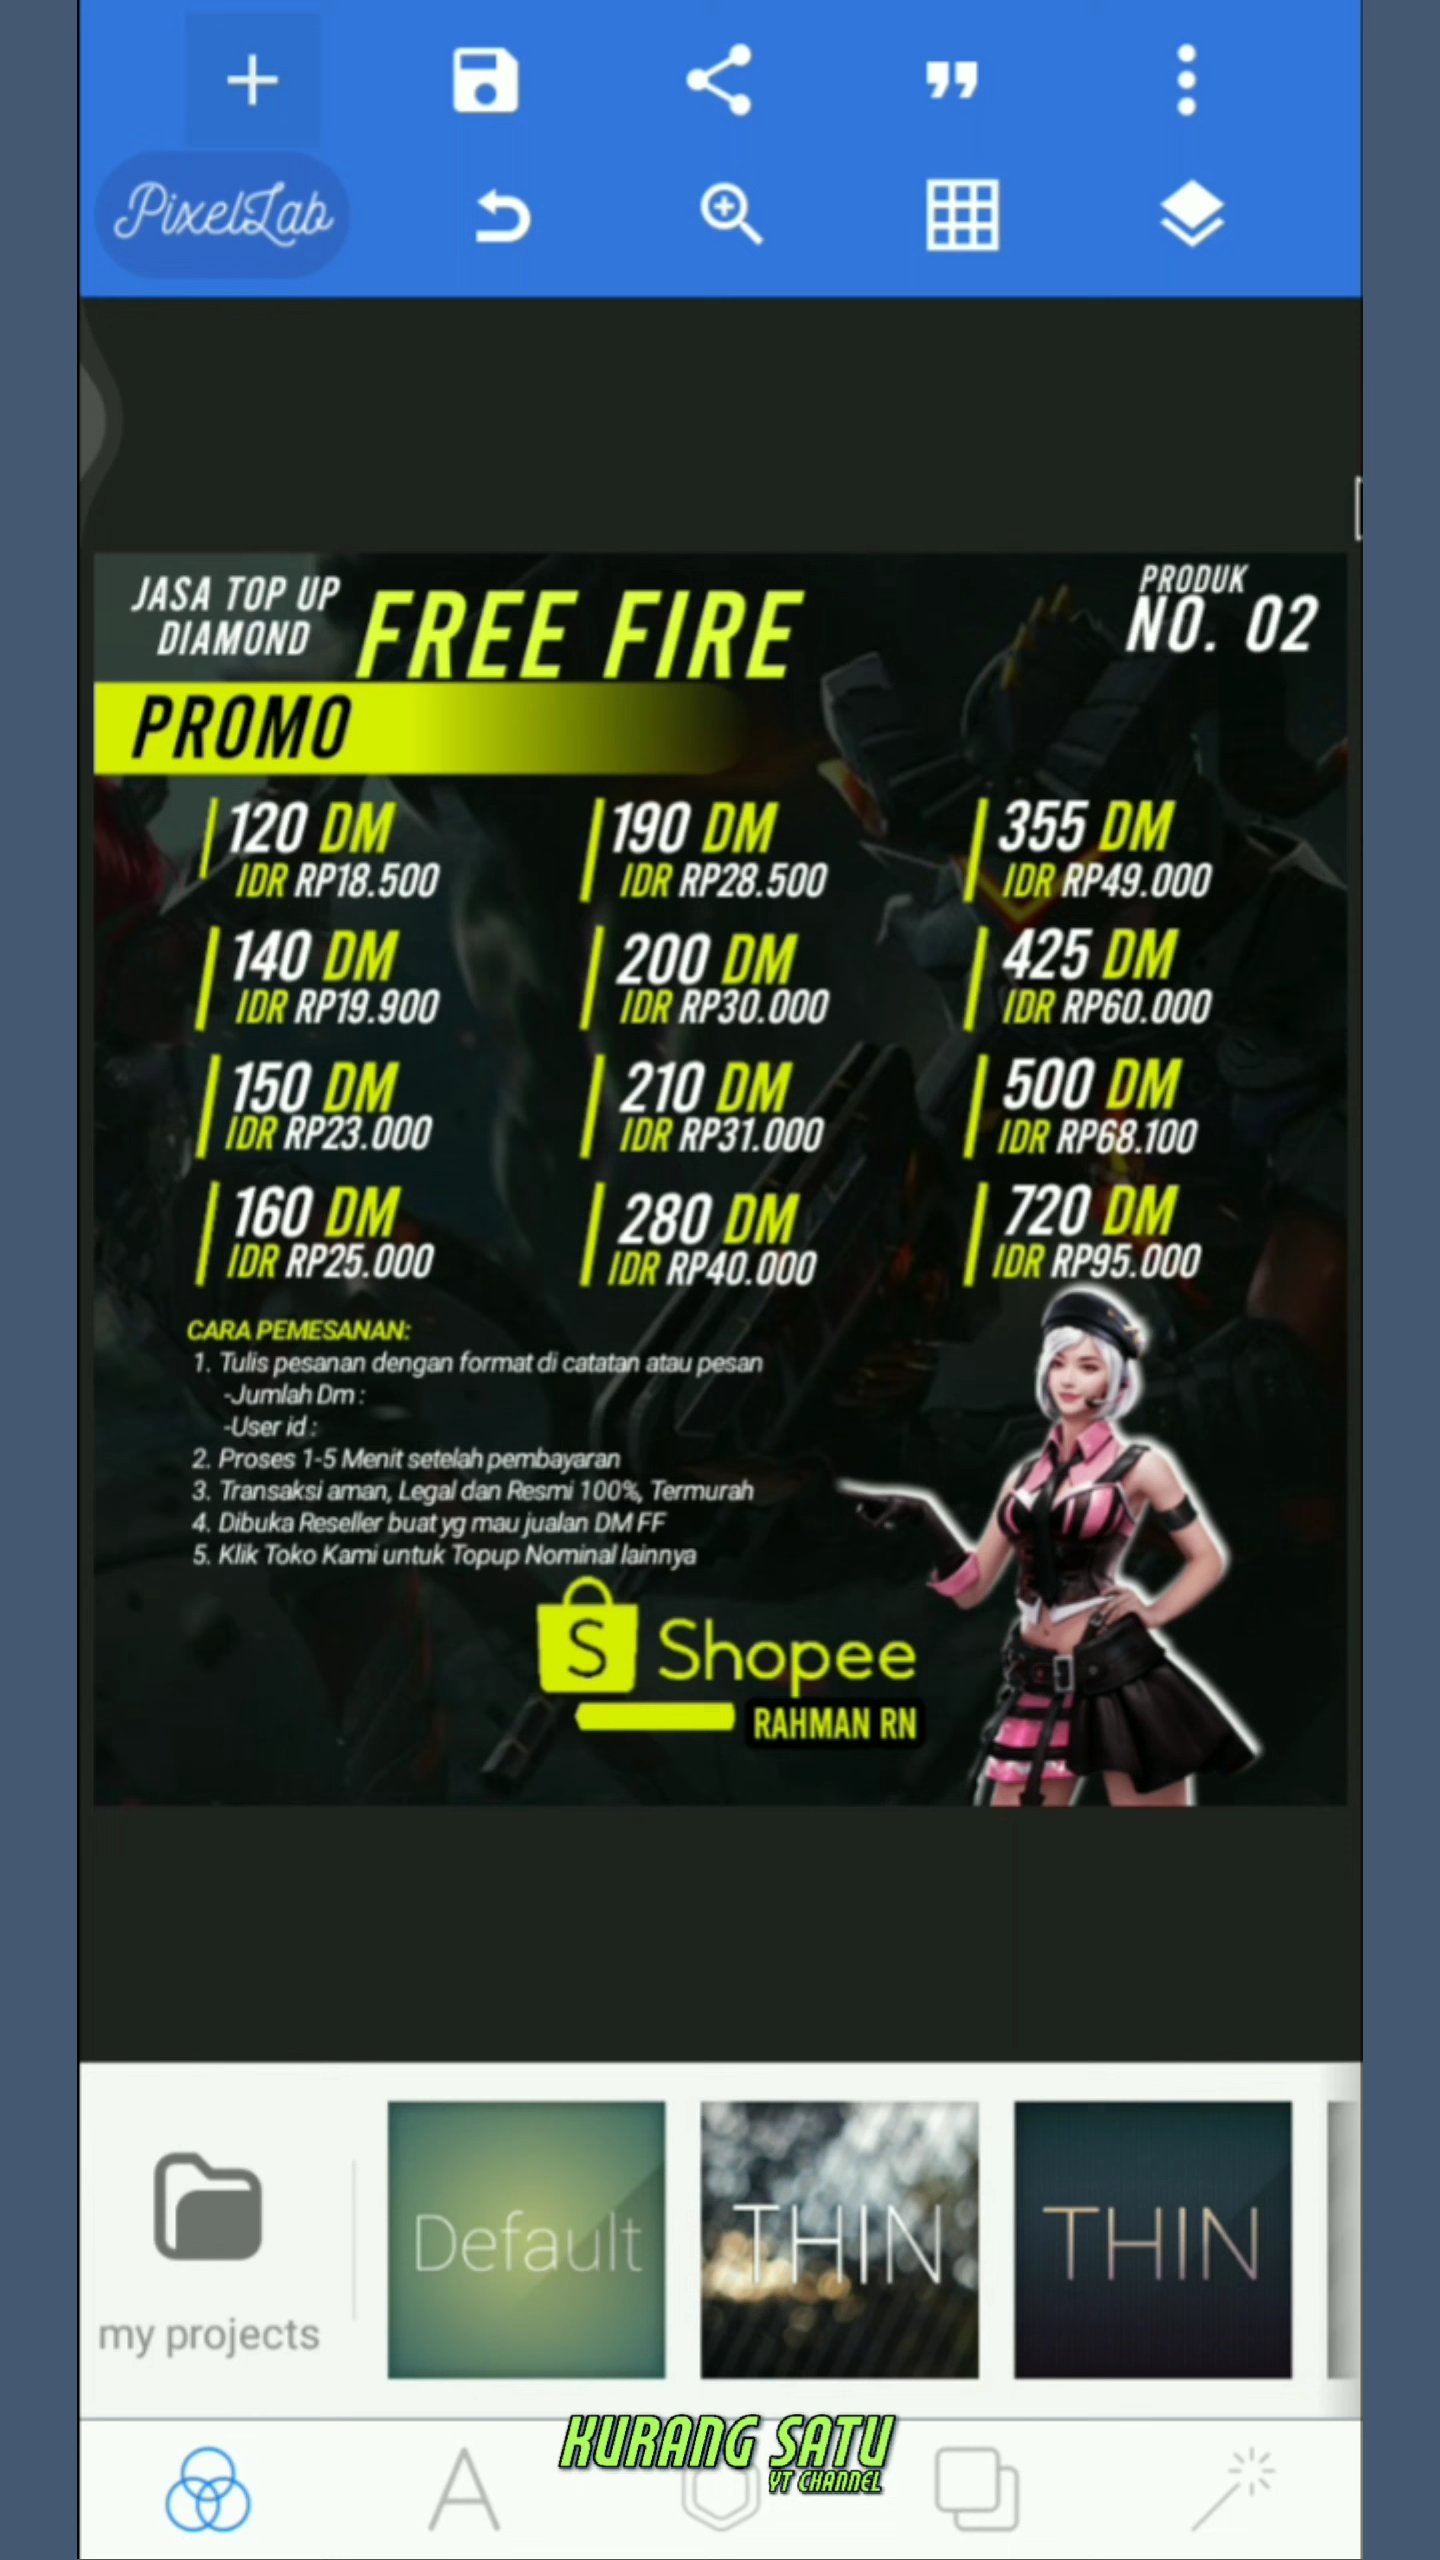 PixelLab
JASA TOP UP
DIAMOND
FREE FIRE
PRODUK
NO. 02
PROMO
120 DM
IDR RP18.500
190 DM
IDR RP28.500
355 DM
IDR RP49.000
140 DM
IDR RP19.900
200 DM
IDR RP30.000
425 DM
IDR RP60.000
150 DM
IDR RP23.000
210 DM
IDR RP31.000
500 DM
IDR RP68.100
160 DM
IDR RP25.000
280 DM
IDR RP40.000
720 DM
IDR RP95.000
CARA PEMESANAN:
1. Tulis pesanan dengan format di catatan atau pesan
-Jumlah Dm :
-User id :
2. Proses 1-5 Menit setelah pembayaran
3. Transaksi aman, Legal dan Resmi 100%, Termurah
4. Dibuka Reseller buat yg mau jualan DM FF
5. Klik Toko Kami untuk Topup Nominal lainnya
S Shopee
RAHMAN RN
my projects
Default
THIN
THIN
KURANG SATU
YT CHANNEL
A